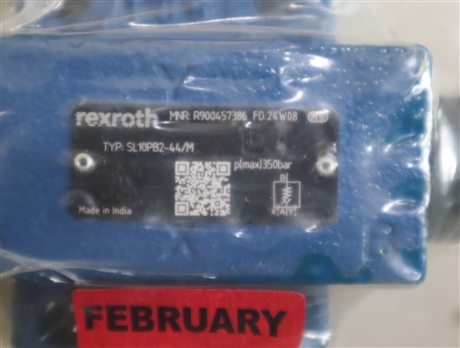 rexroth MNR: R900457386 FD: 24W08
TYP: SL10PB2-44/M
p(max)350bar
B
X(A)Y
Made in India
FEBRUARY